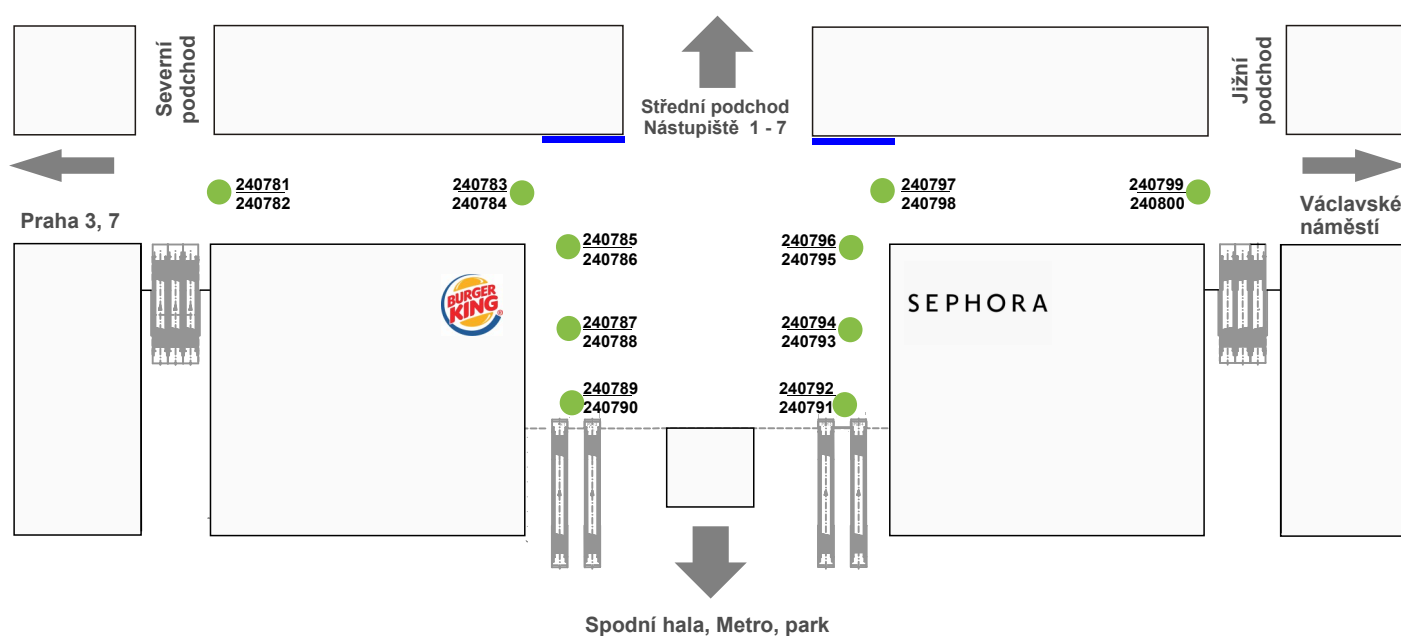 Severní
podchod
Střední podchod
Nástupiště 1 - 7
Jižní
podchod
240781
240782
240783
240784
240797
240798
240799
240800
Praha 3, 7
Václavské
náměstí
240785
240786
240796
240795
BURGER
KING
SEPHORA
240787
240788
240794
240793
240789
240790
240792
240791
Spodní hala, Metro, park